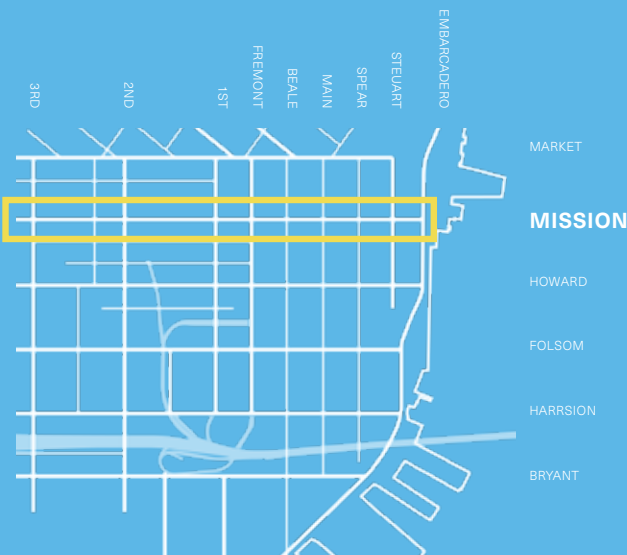 3RD
2ND
1ST
FREMONT
BEALE
MAIN
SPEAR
STEUART
EMBARCADERO
MARKET
MISSION
HOWARD
FOLSOM
HARRSION
BRYANT